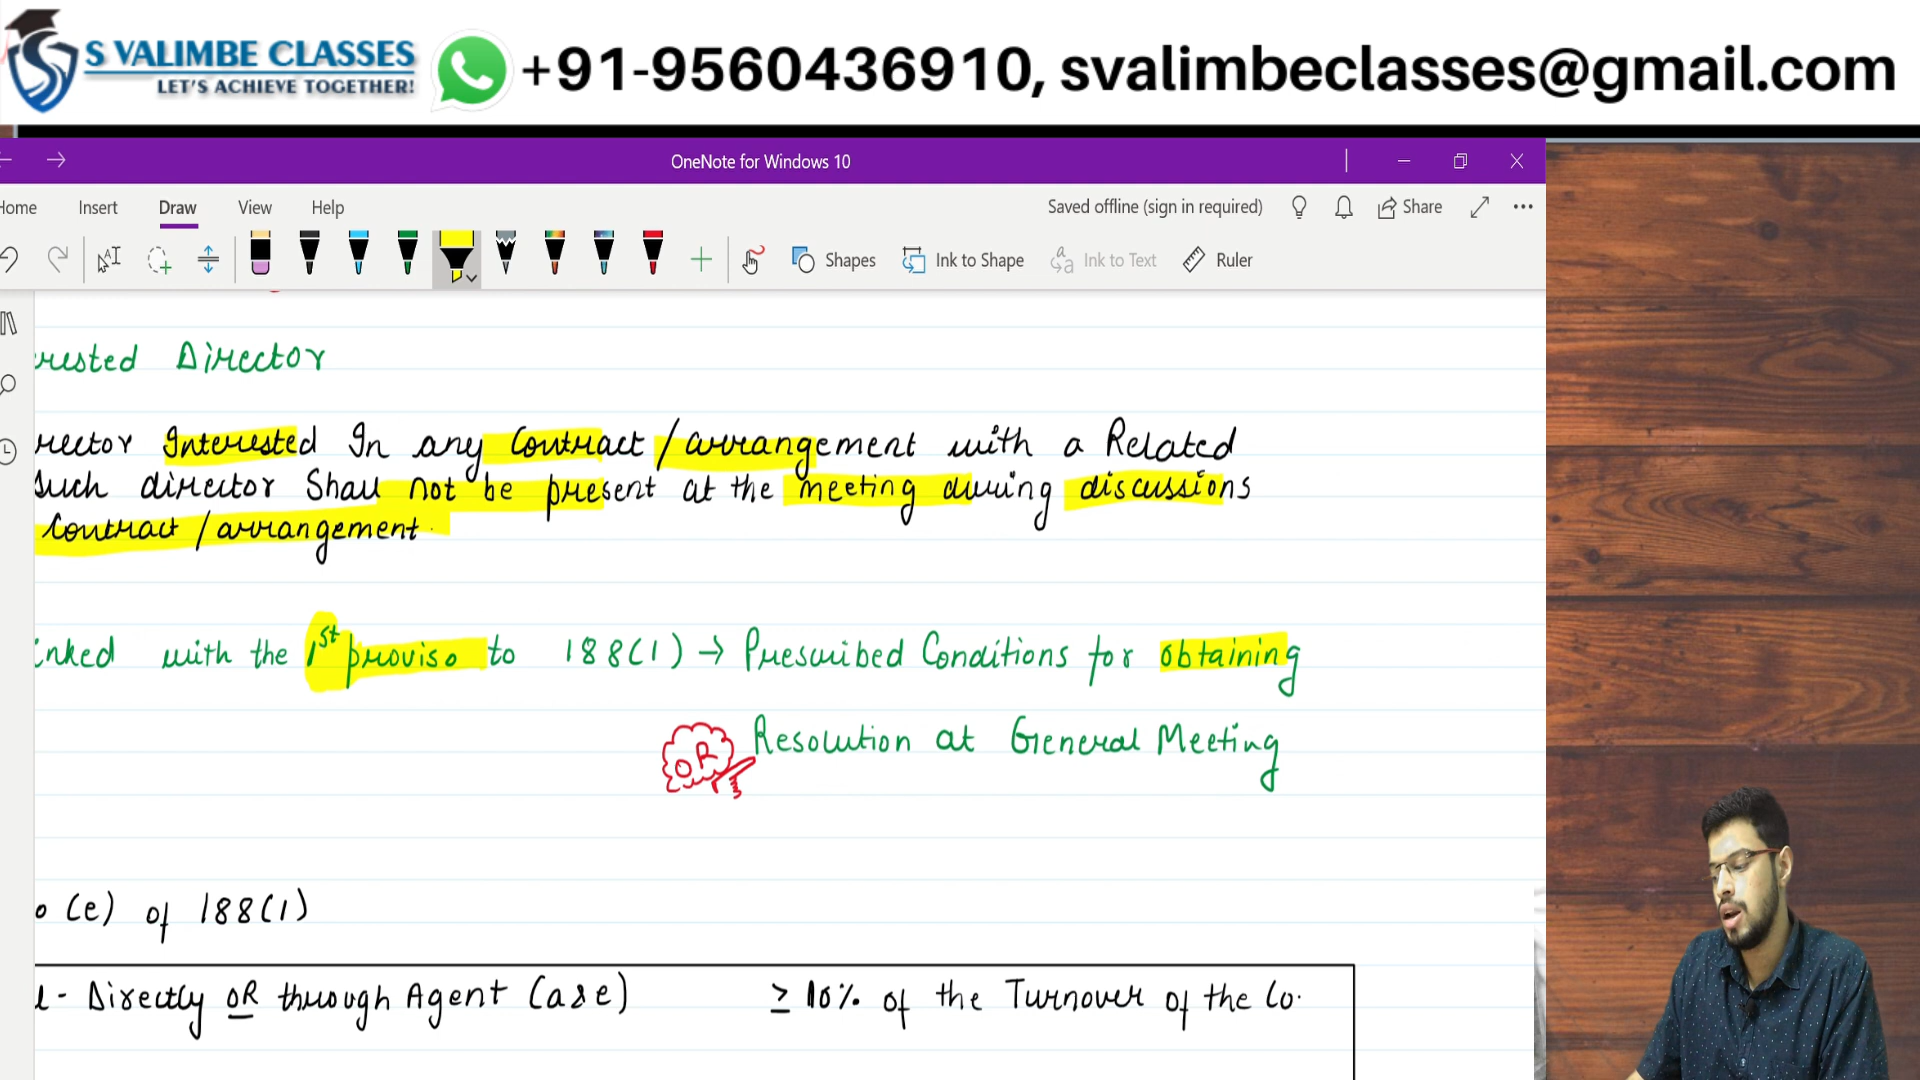 S VALIMBE CLASSES
LET'S ACHIEVE TOGETHER!
+91-9560436910, svalimbeclasses@gmail.com
OneNote for Windows 10
Home Insert Draw View Help
Saved offline (sign in required)
Share
Shapes
Ink to Shape
Ink to Text
Ruler
erested Director
rector Interested In any Contract / arrangement with a Related
Such director Shall not be present at the meeting during discussions
Contract / arrangement.
inked with the 1st proviso to 188(1) → Prescribed Conditions for obtaining
OR Resolution at General Meeting
o (e) of 188(1)
l - Directly OR through Agent Case)
≥ 10% of the Turnover of the Co.